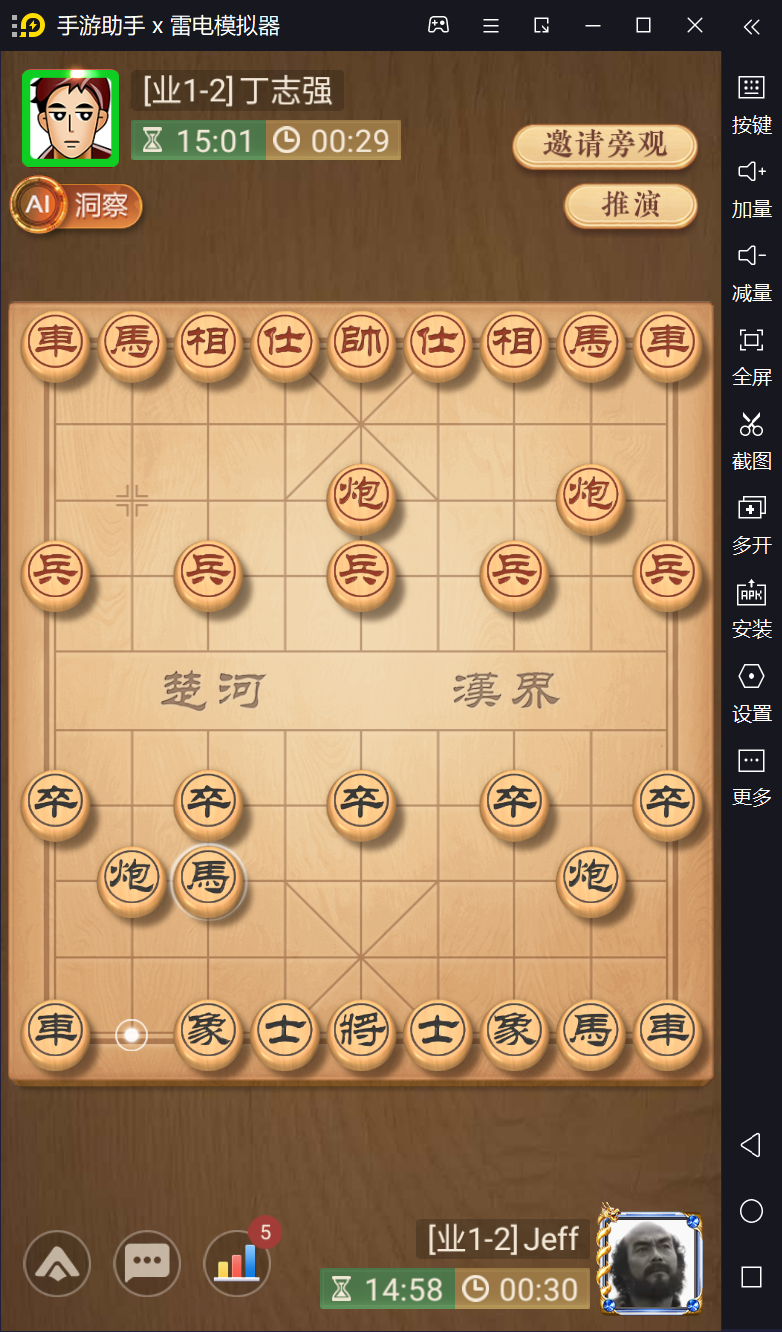 手游助手 x 雷电模拟器
[业1-2]丁志强
15:01 00:29
邀请旁观
AI 洞察
推演
車 馬 相 仕 帥 仕 相 馬 車
炮 炮
兵 兵 兵 兵 兵
楚河 漢界
卒 卒 卒 卒 卒
炮 馬 炮
車 象 士 將 士 象 馬 車
5
[业1-2]Jeff
14:58 00:30
按键
加量
减量
全屏
截图
多开
APK
安装
设置
更多